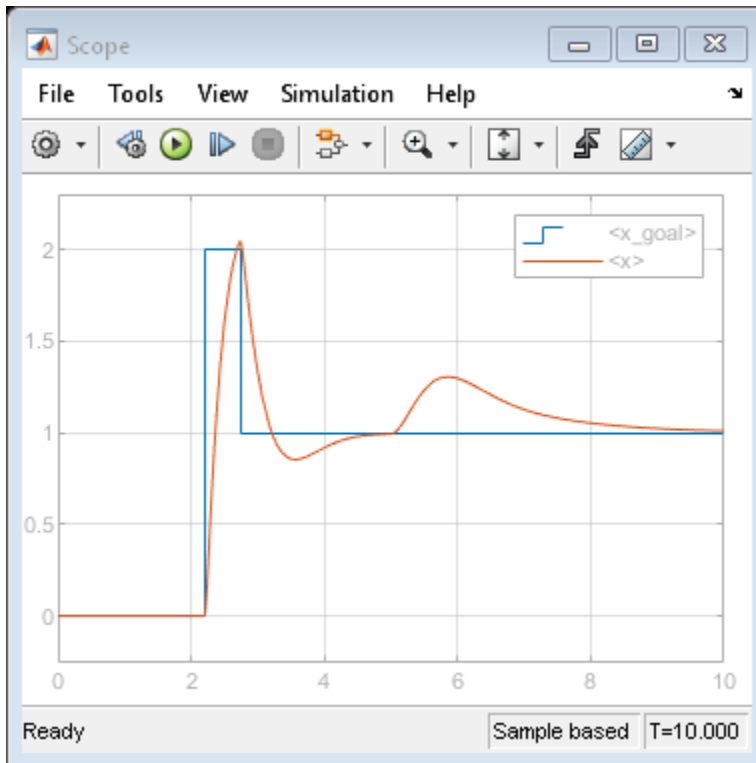 Scope
File Tools View Simulation Help
<x_goal>
<x>
2
1.5
1
0.5
0
0 2 4 6 8 10
Ready Sample based T=10.000